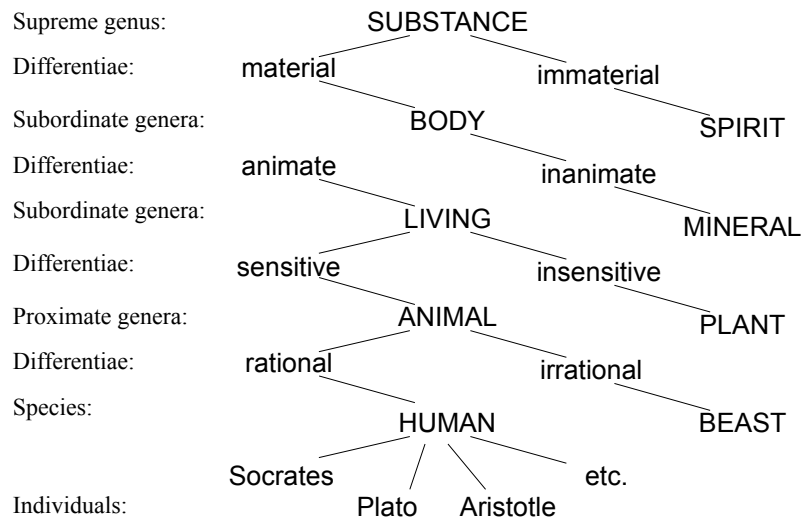 Supreme genus: SUBSTANCE
Differentiae: material immaterial
Subordinate genera: BODY SPIRIT
Differentiae: animate inanimate
Subordinate genera: LIVING MINERAL
Differentiae: sensitive insensitive
Proximate genera: ANIMAL PLANT
Differentiae: rational irrational
Species: HUMAN BEAST
Socrates etc.
Individuals: Plato Aristotle